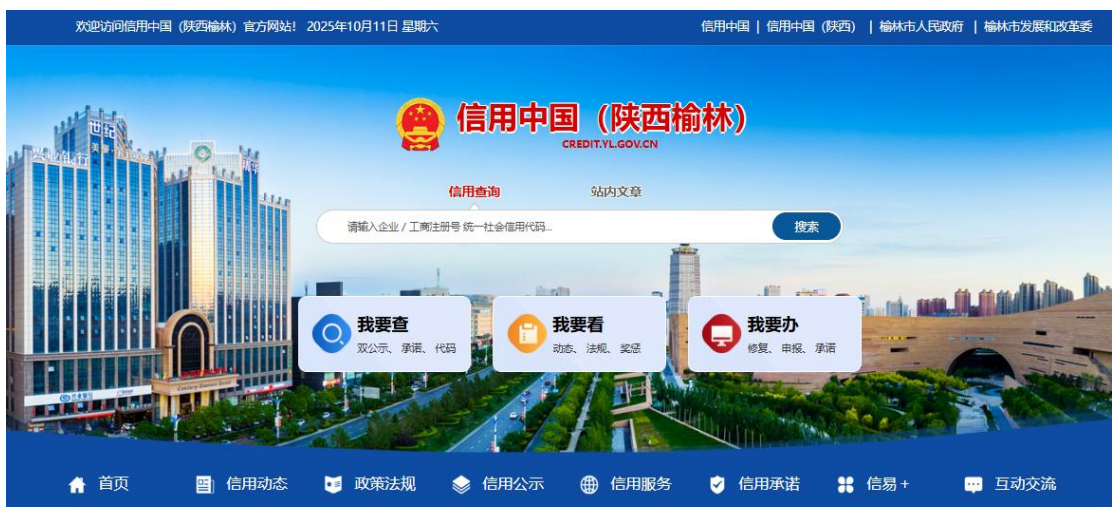 欢迎访问信用中国（陕西榆林）官方网站！ 2025年10月11日 星期六
信用中国 | 信用中国（陕西） | 榆林市人民政府 | 榆林市发展和改革委
信用中国（陕西榆林）
CREDIT.YL.GOV.CN
世纪
兴业银行
信用查询 站内文章
请输入企业 / 工商注册号 统一社会信用代码...
搜索
我要查
双公示、承诺、代码
我要看
动态、法规、奖惩
我要办
修复、申报、承诺
首页 信用动态 政策法规 信用公示 信用服务 信用承诺 信易 + 互动交流